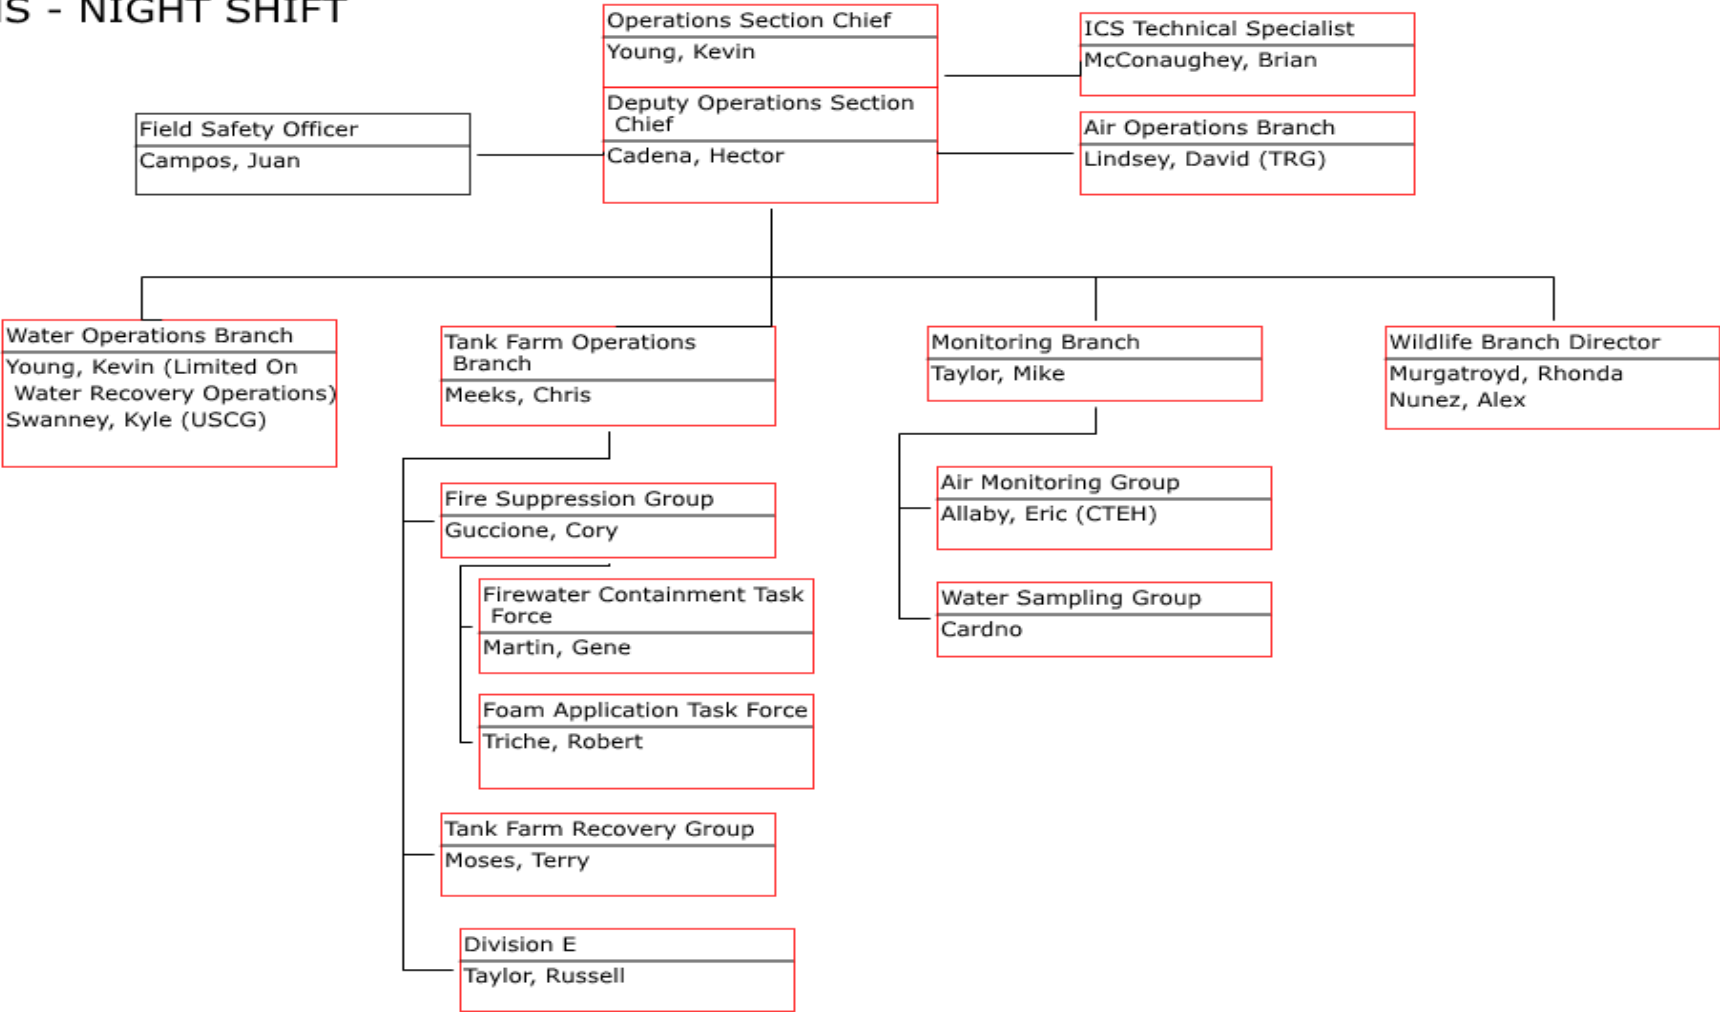 - NIGHT SHIFT
Operations Section Chief
Young, Kevin
Deputy Operations Section
Chief
Cadena, Hector
ICS Technical Specialist
McConaughey, Brian
Air Operations Branch
Lindsey, David (TRG)
Field Safety Officer
Campos, Juan
Water Operations Branch
Young, Kevin (Limited On
Water Recovery Operations)
Swanney, Kyle (USCG)
Tank Farm Operations
Branch
Meeks, Chris
Monitoring Branch
Taylor, Mike
Wildlife Branch Director
Murgatroyd, Rhonda
Nunez, Alex
Fire Suppression Group
Guccione, Cory
Firewater Containment Task
Force
Martin, Gene
Foam Application Task Force
Triche, Robert
Tank Farm Recovery Group
Moses, Terry
Division E
Taylor, Russell
Air Monitoring Group
Allaby, Eric (CTEH)
Water Sampling Group
Cardno